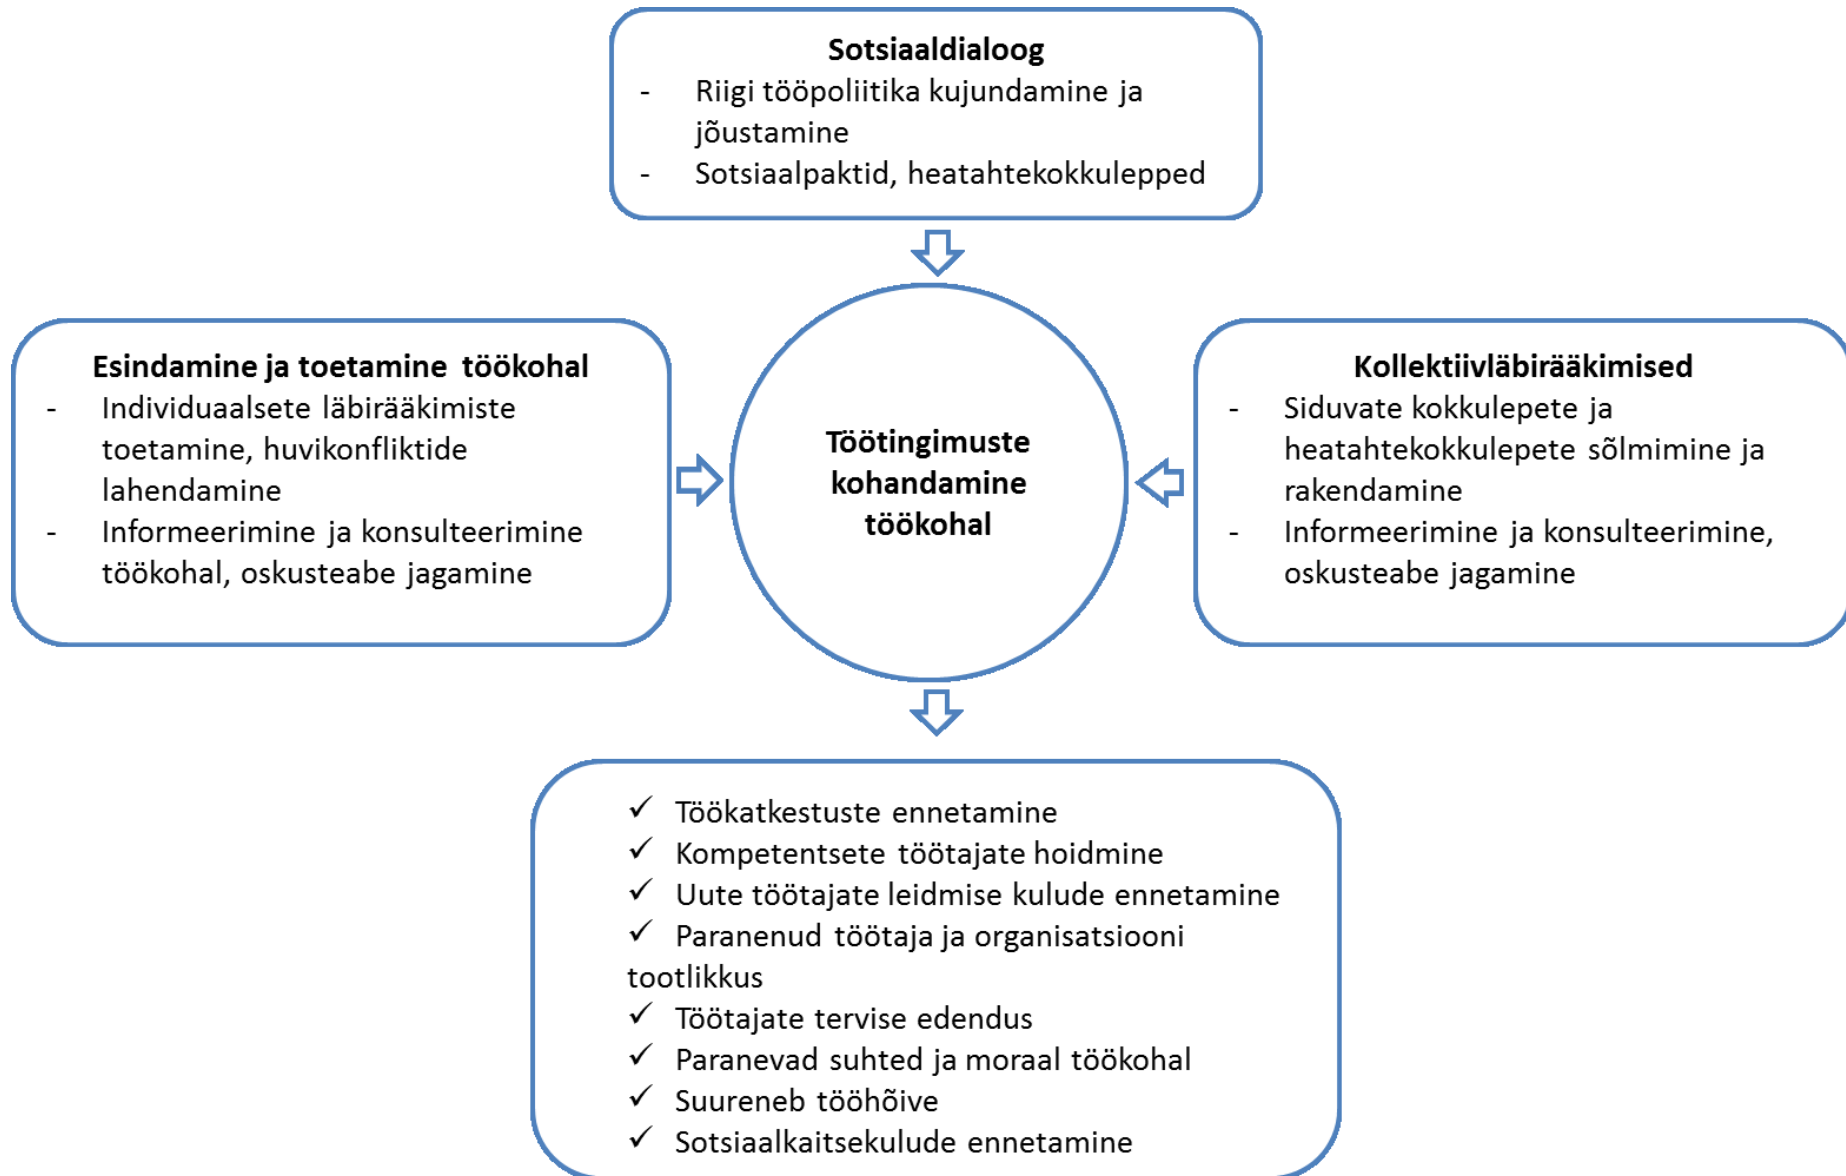 Sotsiaaldialoog
- Riigi tööpoliitika kujundamine ja
jõustamine
- Sotsiaalpaktid, heatahtekokkulepped
Esindamine ja toetamine töökohal
- Individuaalsete läbirääkimiste
toetamine, huvikonfliktide
lahendamine
- Informeerimine ja konsulteerimine
töökohal, oskusteabe jagamine
Töötingimuste
kohandamine
töökohal
Kollektiivläbirääkimised
- Siduvate kokkulepete ja
heatahtekokkulepete sõlmimine ja
rakendamine
- Informeerimine ja konsulteerimine,
oskusteabe jagamine
✓ Töökatkestuste ennetamine
✓ Kompetentsete töötajate hoidmine
✓ Uute töötajate leidmise kulude ennetamine
✓ Paranenud töötaja ja organisatsiooni
tootlikkus
✓ Töötajate tervise edendus
✓ Paranevad suhted ja moraal töökohal
✓ Suureneb tööhõive
✓ Sotsiaalkaitsekulude ennetamine